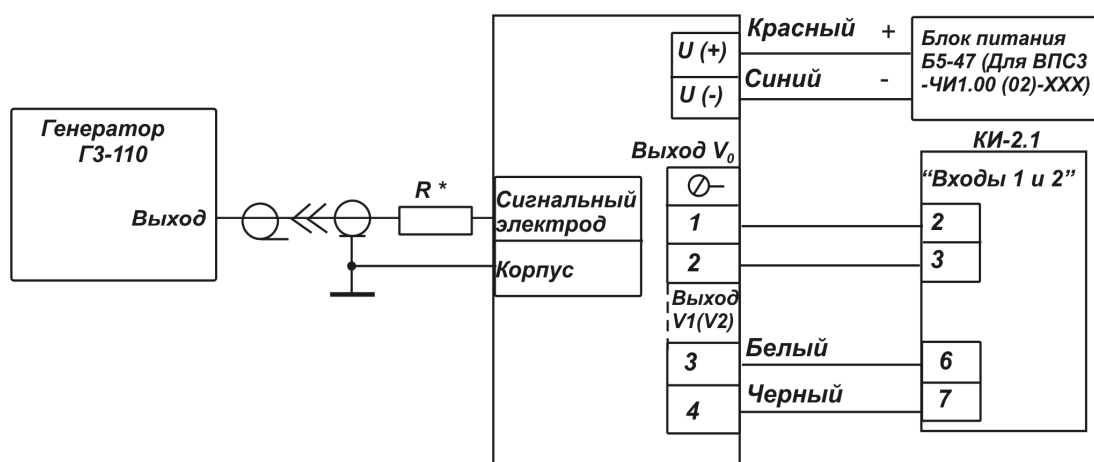 Красный +
Блок питания
Б5-47 (Для ВПС3
-ЧИ1.00 (02)-XXX)
U (+)
Синий -
U (-)
Генератор
Г3-110
Выход
R *
Сигнальный
электрод
Корпус
Выход V0
1
2
Выход
V1(V2)
3
4
Белый
Черный
КИ-2.1
“Входы 1 и 2”
2
3
6
7